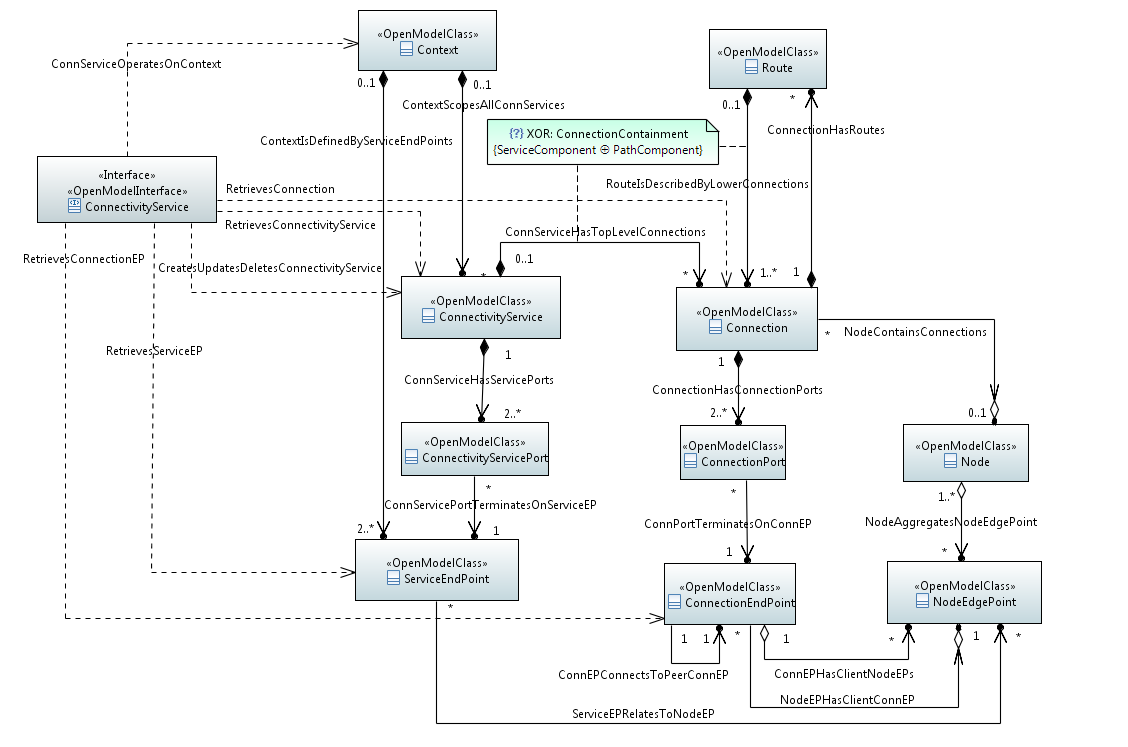 «OpenModelClass»
Context
«OpenModelClass»
Route
ConnServiceOperatesOnContext
0..1
0..1
ContextScopesAllConnServices
0..1
*
{?} XOR: ConnectionContainment
{ServiceComponent ⊕ PathComponent}
ConnectionHasRoutes
ContextIsDefinedByServiceEndPoints
«Interface»
«OpenModelInterface»
ConnectivityService
RetrievesConnection
RouteIsDescribedByLowerConnections
RetrievesConnectivityService
ConnServiceHasTopLevelConnections
RetrievesConnectionEP
CreatesUpdatesDeletesConnectivityService
*
0..1
*
1..*
1
«OpenModelClass»
ConnectivityService
«OpenModelClass»
Connection
*
NodeContainsConnections
RetrievesServiceEP
1
1
ConnServiceHasServicePorts
ConnectionHasConnectionPorts
2..*
2..*
0..1
«OpenModelClass»
ConnectivityServicePort
«OpenModelClass»
ConnectionPort
«OpenModelClass»
Node
*
*
1..*
ConnServicePortTerminatesOnServiceEP
ConnPortTerminatesOnConnEP
NodeAggregatesNodeEdgePoint
2..*
1
1
*
«OpenModelClass»
ServiceEndPoint
«OpenModelClass»
ConnectionEndPoint
«OpenModelClass»
NodeEdgePoint
*
1
1
*
1
*
1
*
ConnEPConnectsToPeerConnEP
ConnEPHasClientNodeEPs
NodeEPHasClientConnEP
ServiceEPRelatesToNodeEP